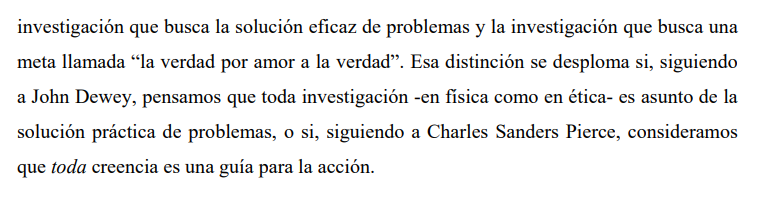 investigación que busca la solución eficaz de problemas y la investigación que busca una
meta llamada “la verdad por amor a la verdad”. Esa distinción se desploma si, siguiendo
a John Dewey, pensamos que toda investigación -en física como en ética- es asunto de la
solución práctica de problemas, o si, siguiendo a Charles Sanders Pierce, consideramos
que toda creencia es una guía para la acción.